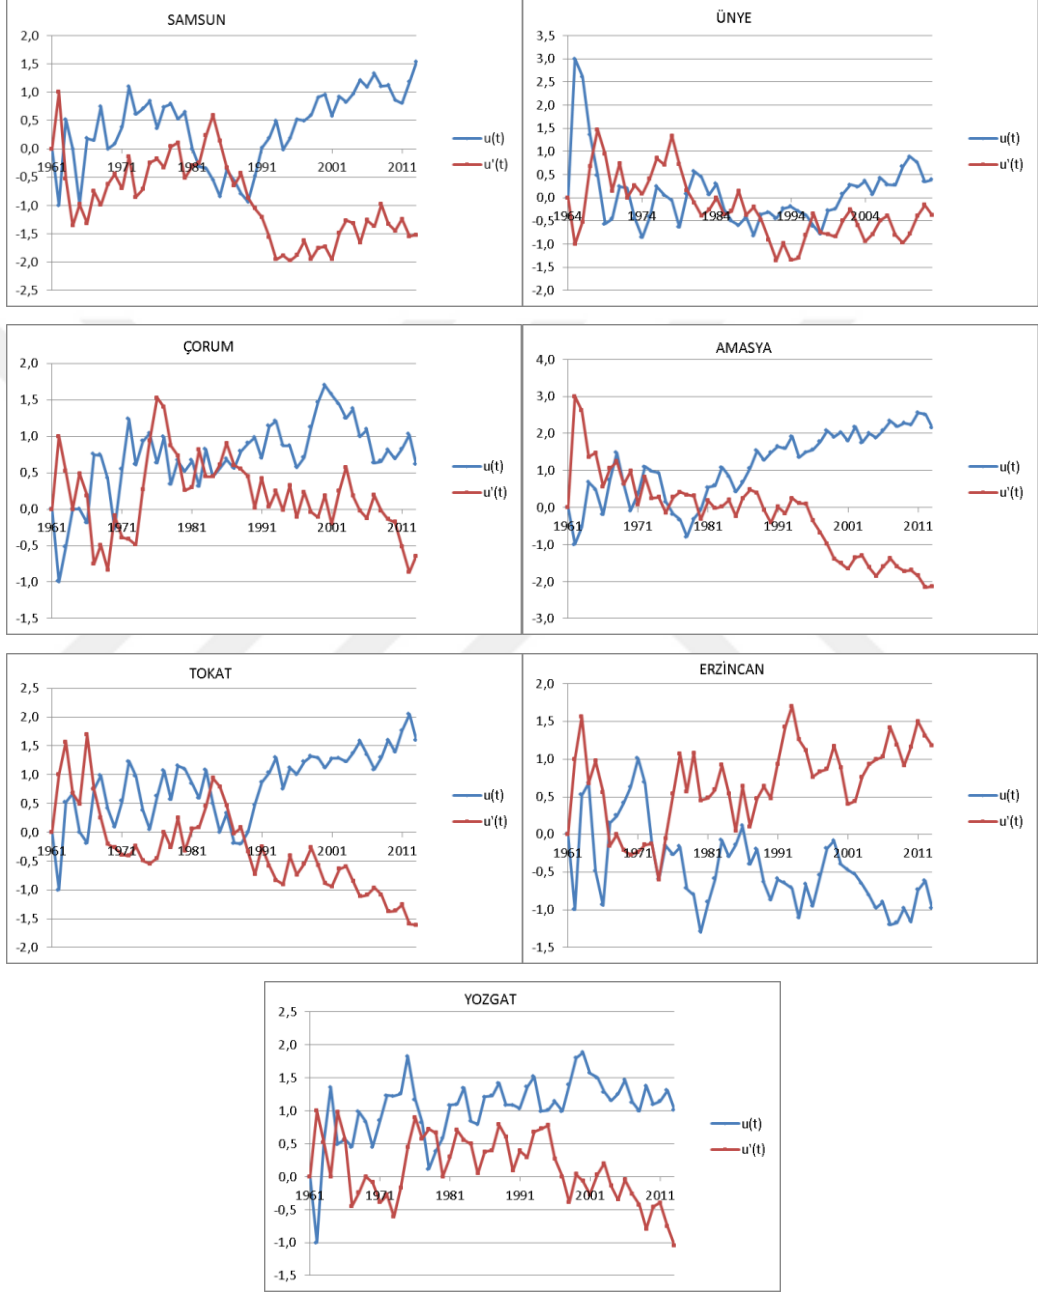 SAMSUN
2,0
1,5
1,0
0,5
0,0
-0,5
-1,0
-1,5
-2,0
-2,5
1961 1971 1981 1991 2001 2011
u(t)
u'(t)
ÜNYE
3,5
3,0
2,5
2,0
1,5
1,0
0,5
0,0
-0,5
-1,0
-1,5
-2,0
1964 1974 1984 1994 2004
u(t)
u'(t)
ÇORUM
2,0
1,5
1,0
0,5
0,0
-0,5
-1,0
-1,5
1961 1971 1981 1991 2001 2011
u(t)
u'(t)
AMASYA
4,0
3,0
2,0
1,0
0,0
-1,0
-2,0
-3,0
1961 1971 1981 1991 2001 2011
u(t)
u'(t)
TOKAT
2,5
2,0
1,5
1,0
0,5
0,0
-0,5
-1,0
-1,5
-2,0
1961 1971 1981 1991 2001 2011
u(t)
u'(t)
ERZİNCAN
2,0
1,5
1,0
0,5
0,0
-0,5
-1,0
-1,5
1961 1971 1981 1991 2001 2011
u(t)
u'(t)
YOZGAT
2,5
2,0
1,5
1,0
0,5
0,0
-0,5
-1,0
-1,5
1961 1971 1981 1991 2001 2011
u(t)
u'(t)